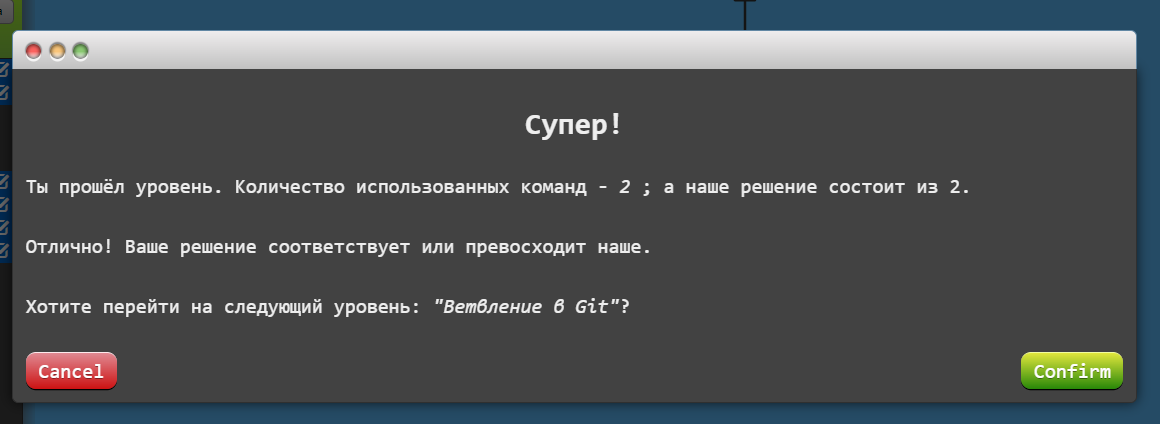 Супер!
Ты прошёл уровень. Количество использованных команд - 2 ; а наше решение состоит из 2.
Отлично! Ваше решение соответствует или превосходит наше.
Хотите перейти на следующий уровень: "Ветвление в Git"?
Cancel
Confirm